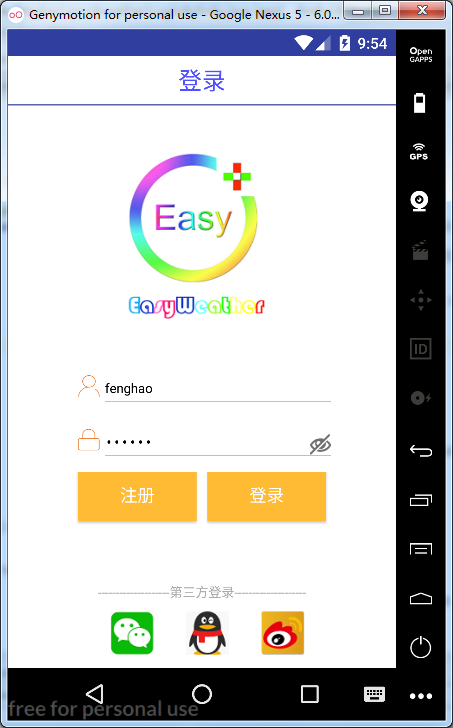 Genymotion for personal use - Google Nexus 5 - 6.0...
9:54
Open
GAPPS
登录
GPS
Easy
EasyWeather
ID
fenghao
••••••
注册
登录
第三方登录
free for personal use